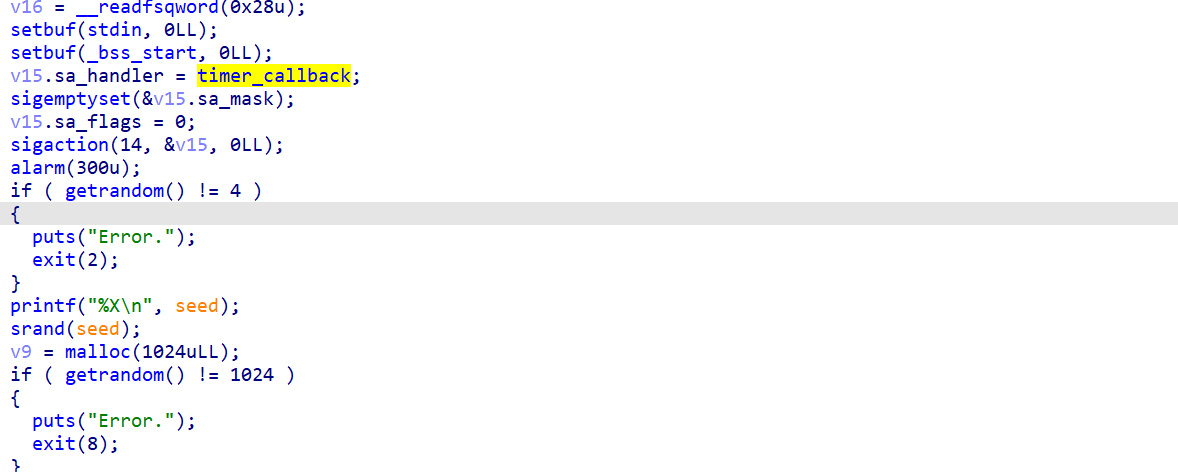 v16 = __readfsqword(0x28u);
setbuf(stdin, 0LL);
setbuf(_bss_start, 0LL);
v15.sa_handler = timer_callback;
sigemptyset(&v15.sa_mask);
v15.sa_flags = 0;
sigaction(14, &v15, 0LL);
alarm(300u);
if ( getrandom() != 4 )
{
puts("Error.");
exit(2);
}
printf("%X\n", seed);
srand(seed);
v9 = malloc(1024uLL);
if ( getrandom() != 1024 )
{
puts("Error.");
exit(8);
}